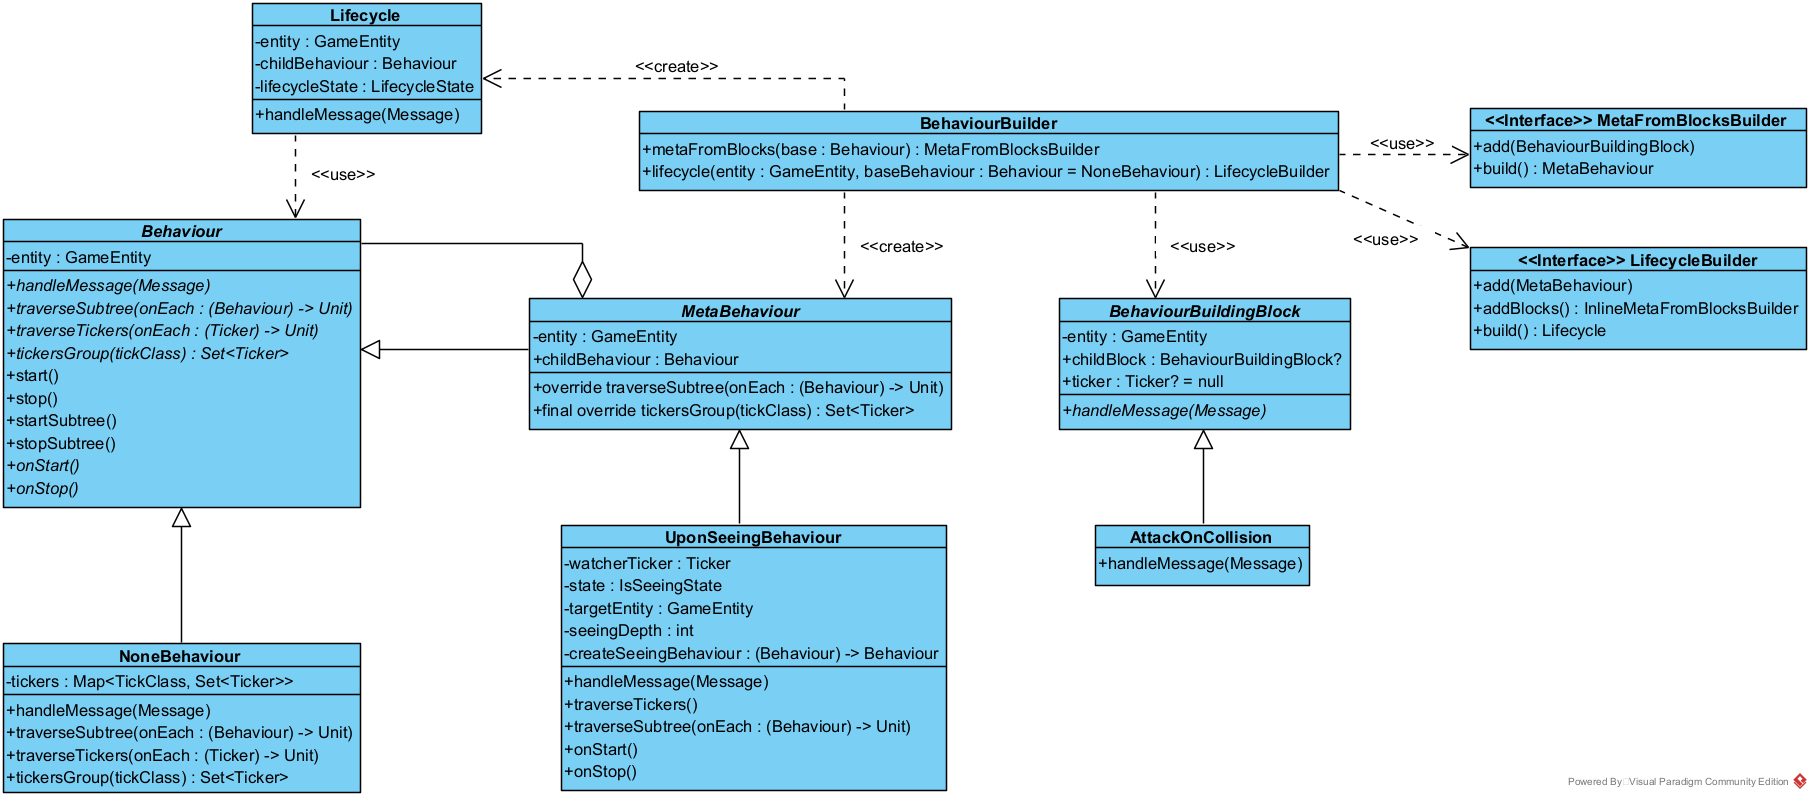 Lifecycle
-entity : GameEntity
-childBehaviour : Behaviour
-lifecycleState : LifecycleState
+handleMessage(Message)
<<create>>
<<use>>
BehaviourBuilder
+metaFromBlocks(base : Behaviour) : MetaFromBlocksBuilder
+lifecycle(entity : GameEntity, baseBehaviour : Behaviour = NoneBehaviour) : LifecycleBuilder
<<use>>
<<Interface>> MetaFromBlocksBuilder
+add(BehaviourBuildingBlock)
+build() : MetaBehaviour
<<create>>
<<use>>
<<use>>
<<Interface>> LifecycleBuilder
+add(MetaBehaviour)
+addBlocks() : InlineMetaFromBlocksBuilder
+build() : Lifecycle
Behaviour
-entity : GameEntity
+handleMessage(Message)
+traverseSubtree(onEach : (Behaviour) -> Unit)
+traverseTickers(onEach : (Ticker) -> Unit)
+tickersGroup(tickClass) : Set<Ticker>
+start()
+stop()
+startSubtree()
+stopSubtree()
+onStart()
+onStop()
MetaBehaviour
-entity : GameEntity
+childBehaviour : Behaviour
+override traverseSubtree(onEach : (Behaviour) -> Unit)
+final override tickersGroup(tickClass) : Set<Ticker>
BehaviourBuildingBlock
-entity : GameEntity
+childBlock : BehaviourBuildingBlock?
+ticker : Ticker? = null
+handleMessage(Message)
UponSeeingBehaviour
-watcherTicker : Ticker
-state : IsSeeingState
-targetEntity : GameEntity
-seeingDepth : int
-createSeeingBehaviour : (Behaviour) -> Behaviour
+handleMessage(Message)
+traverseTickers()
+traverseSubtree(onEach : (Behaviour) -> Unit)
+onStart()
+onStop()
AttackOnCollision
+handleMessage(Message)
NoneBehaviour
-tickers : Map<TickClass, Set<Ticker>>
+handleMessage(Message)
+traverseSubtree(onEach : (Behaviour) -> Unit)
+traverseTickers(onEach : (Ticker) -> Unit)
+tickersGroup(tickClass) : Set<Ticker>
Powered By Visual Paradigm Community Edition